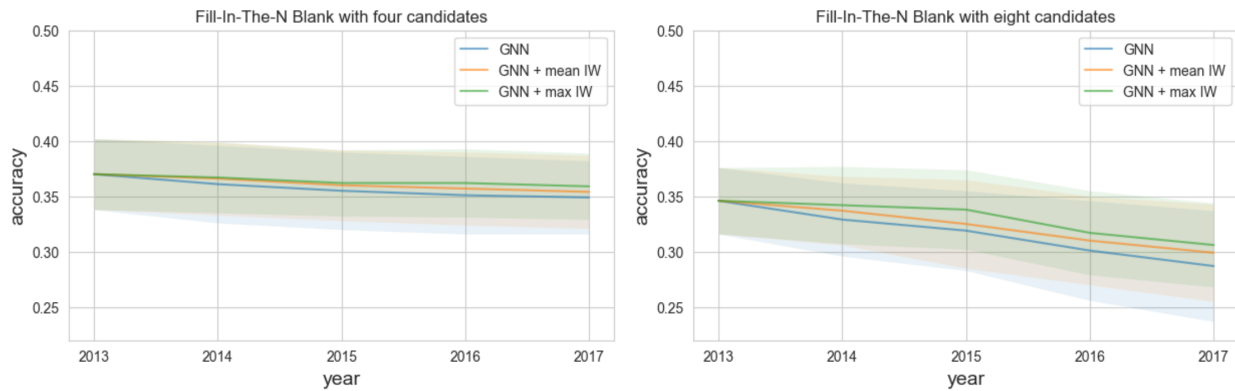 Fill-In-The-N Blank with four candidates
0.50
0.45
0.40
0.35
0.30
0.25
accuracy
GNN
GNN + mean IW
GNN + max IW
2013
2014
2015
2016
2017
year
Fill-In-The-N Blank with eight candidates
0.50
0.45
0.40
0.35
0.30
0.25
accuracy
GNN
GNN + mean IW
GNN + max IW
2013
2014
2015
2016
2017
year